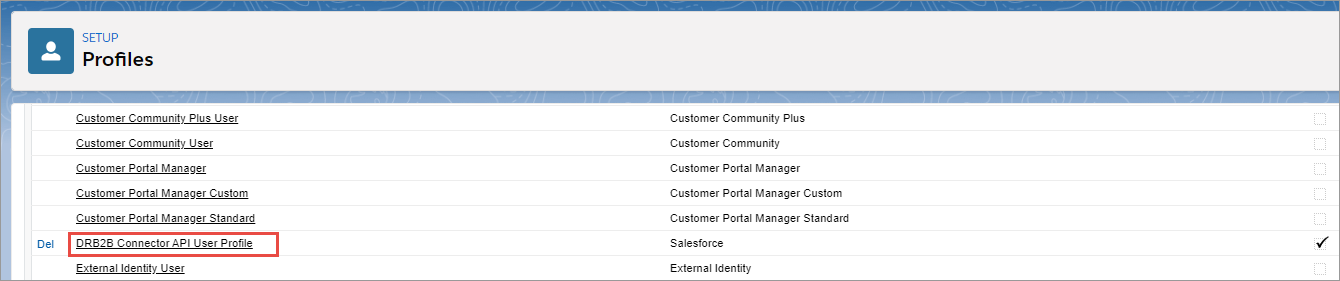 SETUP
Profiles
Customer Community Plus User Customer Community Plus
Customer Community User Customer Community
Customer Portal Manager Customer Portal Manager
Customer Portal Manager Custom Customer Portal Manager Custom
Customer Portal Manager Standard Customer Portal Manager Standard
Del DRB2B Connector API User Profile Salesforce
External Identity User External Identity